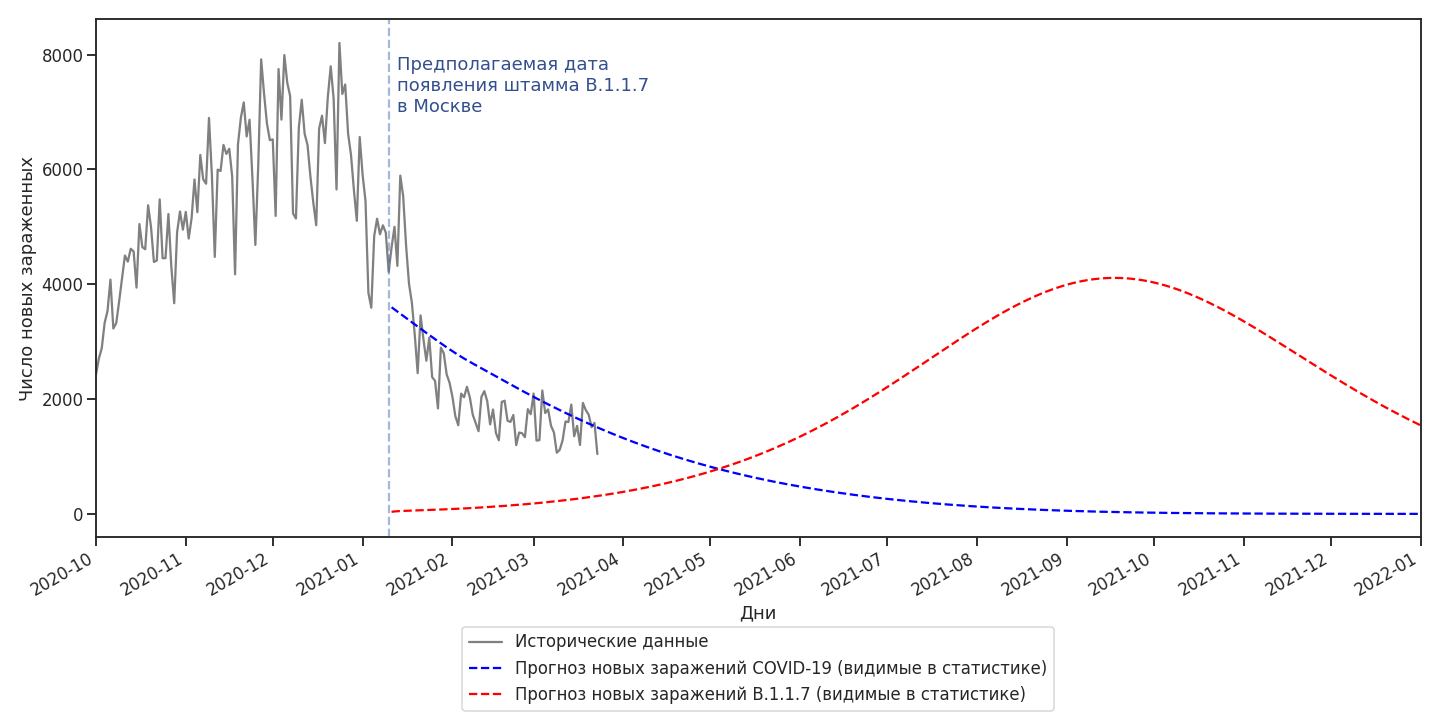 8000
6000
4000
2000
0
Число новых зараженных
Предполагаемая дата
появления штамма B.1.1.7
в Москве
2020-10
2020-11
2020-12
2021-01
2021-02
2021-03
2021-04
2021-05
2021-06
2021-07
2021-08
2021-09
2021-10
2021-11
2021-12
2022-01
Дни
Исторические данные
Прогноз новых заражений COVID-19 (видимые в статистике)
Прогноз новых заражений B.1.1.7 (видимые в статистике)